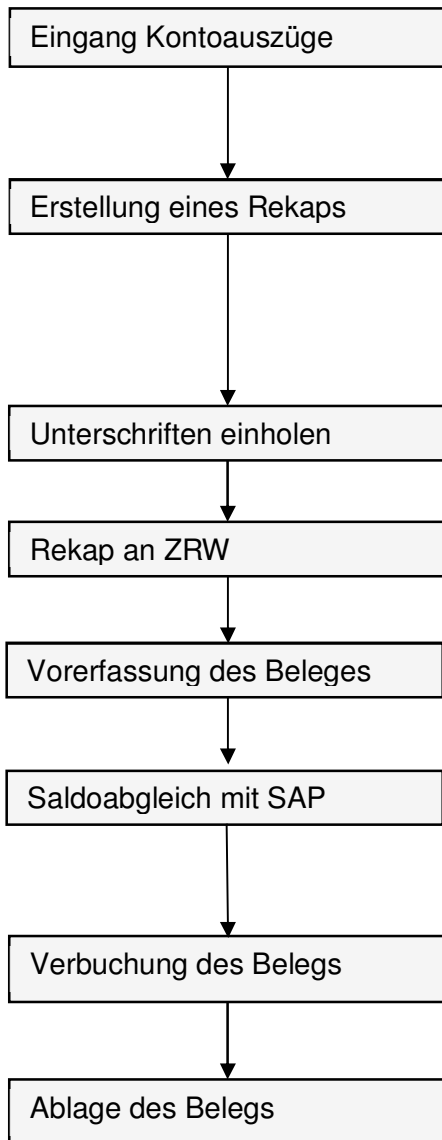 Eingang Kontoauszüge
Erstellung eines Rekaps
Unterschriften einholen
Rekap an ZRW
Vorerfassung des Beleges
Saldoabgleich mit SAP
Verbuchung des Belegs
Ablage des Belegs